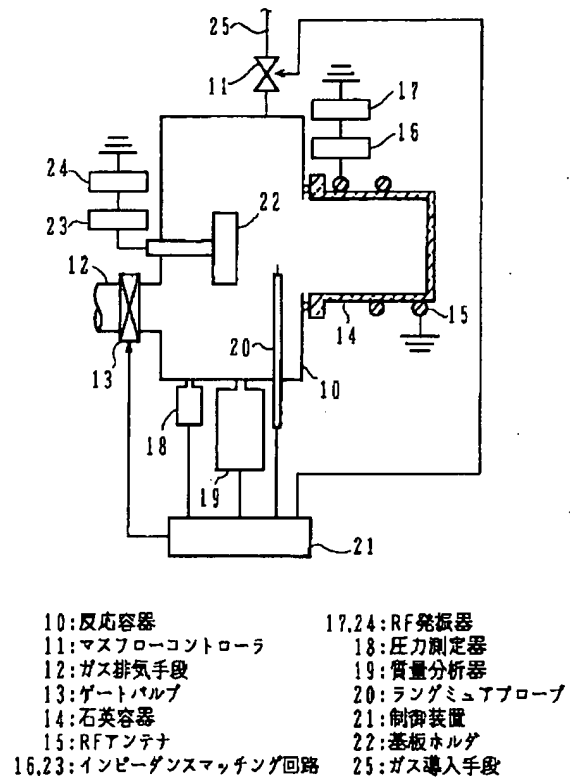 25
11
17
16
24
23
22
12
13
20
14
15
10
18
19
21
10:反応容器
11:マスフローコントローラ
12:ガス排気手段
13:ゲートバルブ
14:石英容器
15:RFアンテナ
16,23:インピーダンスマッチング回路
17,24:RF発振器
18:圧力測定器
19:質量分析器
20:ラングミュアプローブ
21:制御装置
22:基板ホルダ
25:ガス導入手段